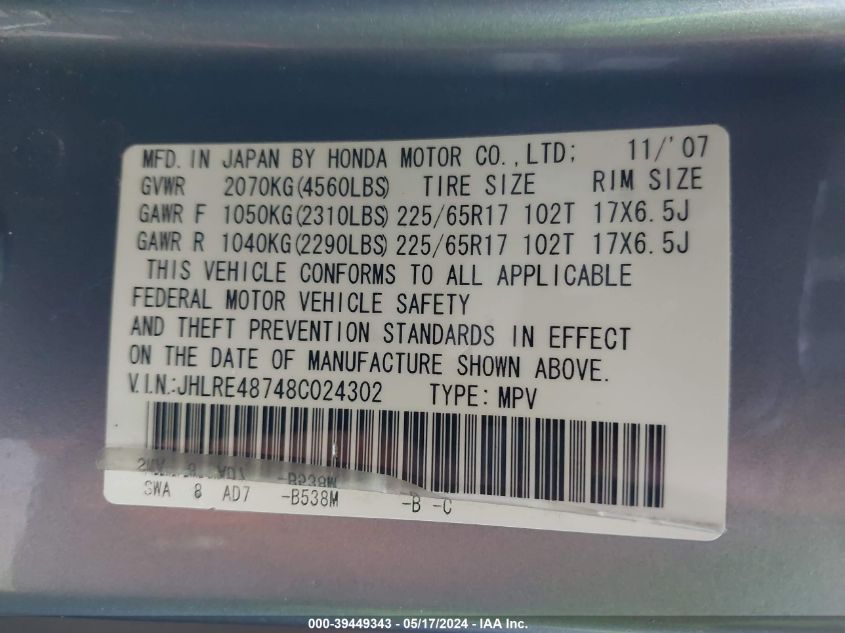 MFD. IN JAPAN BY HONDA MOTOR CO., LTD; 11/'07
GVWR 2070KG(4560LBS) TIRE SIZE RIM SIZE
GAWR F 1050KG(2310LBS) 225/65R17 102T 17X6.5J
GAWR R 1040KG(2290LBS) 225/65R17 102T 17X6.5J
THIS VEHICLE CONFORMS TO ALL APPLICABLE
FEDERAL MOTOR VEHICLE SAFETY
AND THEFT PREVENTION STANDARDS IN EFFECT
ON THE DATE OF MANUFACTURE SHOWN ABOVE.
V.I.N.:JHLRE48748C024302 TYPE: MPV
SWA 8 AD7 -B538M -B -C
000-39449343 - 05/17/2024 - IAA Inc.